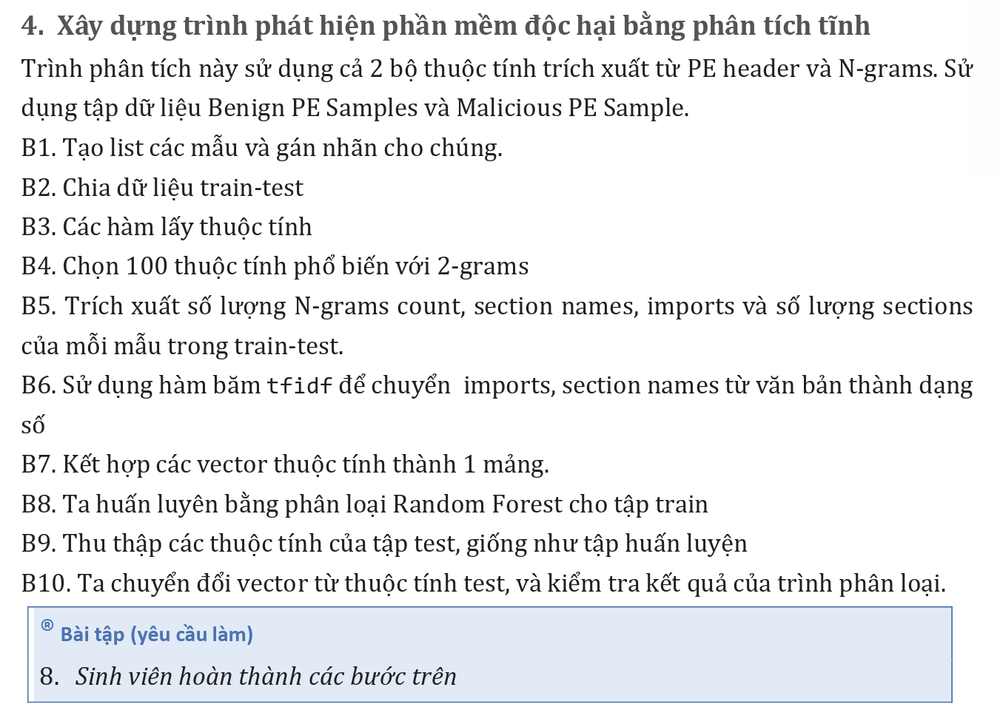 4. Xây dựng trình phát hiện phần mềm độc hại bằng phân tích tĩnh
Trình phân tích này sử dụng cả 2 bộ thuộc tính trích xuất từ PE header và N-grams. Sử
dụng tập dữ liệu Benign PE Samples và Malicious PE Sample.
B1. Tạo list các mẫu và gán nhãn cho chúng.
B2. Chia dữ liệu train-test
B3. Các hàm lấy thuộc tính
B4. Chọn 100 thuộc tính phổ biến với 2-grams
B5. Trích xuất số lượng N-grams count, section names, imports và số lượng sections
của mỗi mẫu trong train-test.
B6. Sử dụng hàm băm tfidf để chuyển imports, section names từ văn bản thành dạng
số
B7. Kết hợp các vector thuộc tính thành 1 mảng.
B8. Ta huấn luyên bằng phân loại Random Forest cho tập train
B9. Thu thập các thuộc tính của tập test, giống như tập huấn luyện
B10. Ta chuyển đổi vector từ thuộc tính test, và kiểm tra kết quả của trình phân loại.
® Bài tập (yêu cầu làm)
8. Sinh viên hoàn thành các bước trên